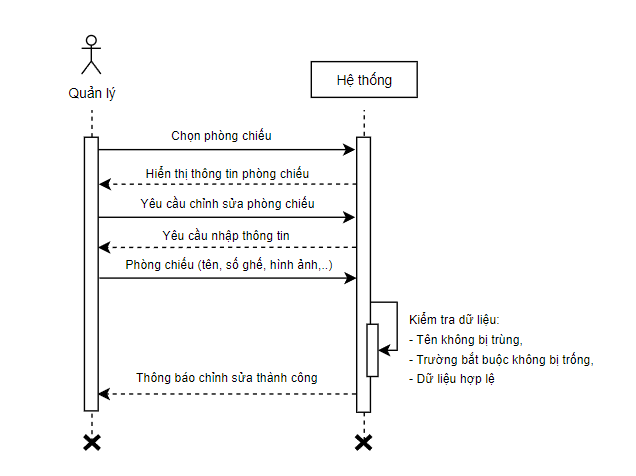 Quản lý
Hệ thống
Chọn phòng chiếu
Hiển thị thông tin phòng chiếu
Yêu cầu chỉnh sửa phòng chiếu
Yêu cầu nhập thông tin
Phòng chiếu (tên, số ghế, hình ảnh,..)
Kiểm tra dữ liệu:
- Tên không bị trùng,
- Trường bắt buộc không bị trống,
- Dữ liệu hợp lệ
Thông báo chỉnh sửa thành công